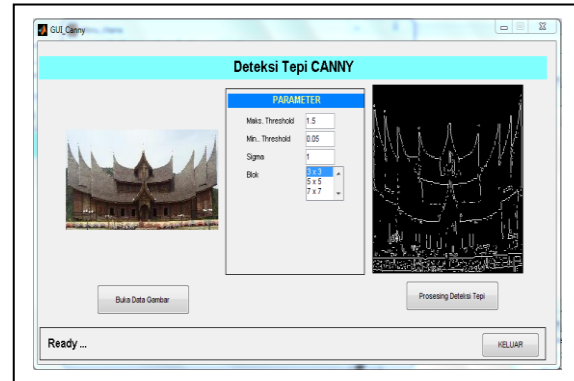 GUI_Canny
Deteksi Tepi CANNY
PARAMETER
Maks. Threshold 1.5
Min.. Threshold 0.05
Sigma 1
Blok 3 x 3
5 x 5
7 x 7
Buka Data Gambar
Prosesing Deteksi Tepi
Ready ...
KELUAR